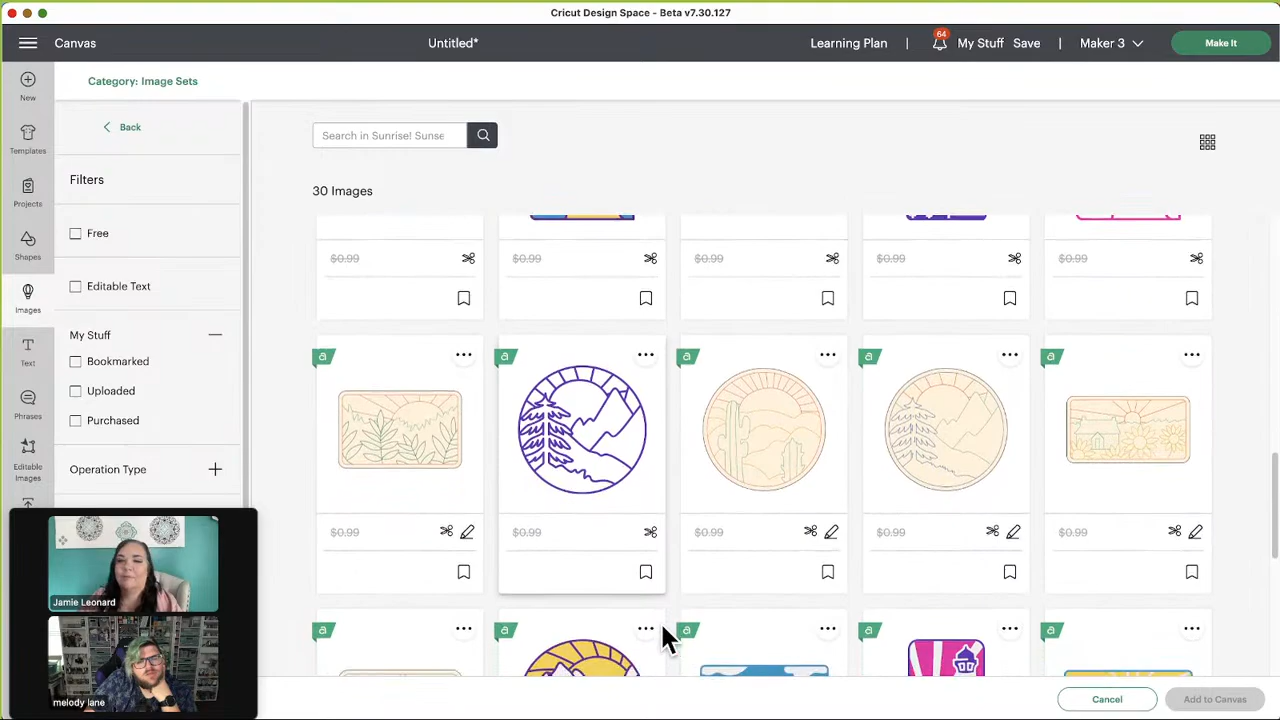 Cricut Design Space - Beta v7.30.127
Canvas
Untitled*
Learning Plan | 64 My Stuff Save | Maker 3 Make It
New
Templates
Projects
Shapes
Images
Text
Phrases
Editable Images
Category: Image Sets
Back
Filters
Free
Editable Text
My Stuff
Bookmarked
Uploaded
Purchased
Operation Type
Search in Sunrise! Sunse
30 Images
$0.99 $0.99 $0.99 $0.99 $0.99
a a a a a
$0.99 $0.99 $0.99 $0.99 $0.99
a a a a a
Jamie Leonard
melody lane
Cancel Add to Canvas